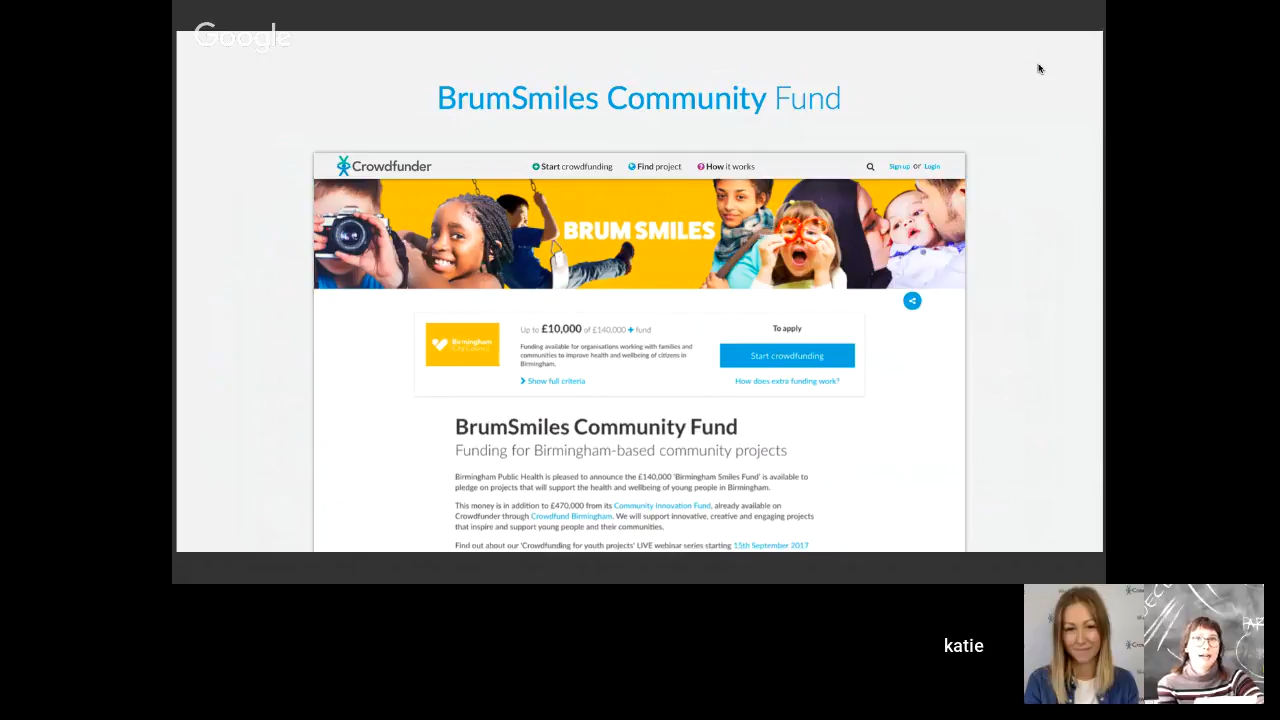 Google
BrumSmiles Community Fund
Crowdfunder
Start crowdfunding
Find project
How it works
Sign up or Login
BRUM SMILES
Birmingham
City Council
Up to £10,000 of £140,000 + fund
Funding available for organisations working with families and
communities to improve health and wellbeing of citizens in
Birmingham.
Show full criteria
To apply
Start crowdfunding
How does extra funding work?
BrumSmiles Community Fund
Funding for Birmingham-based community projects
Birmingham Public Health is pleased to announce the £140,000 'Birmingham Smiles Fund' is available to
pledge on projects that will support the health and wellbeing of young people in Birmingham.
This money is in addition to £470,000 from its Community Innovation Fund, already available on
Crowdfunder through Crowdfund Birmingham. We will support innovative, creative and engaging projects
that inspire and support young people and their communities.
Find out about our 'Crowdfunding for youth projects' LIVE webinar series starting 15th September 2017
katie